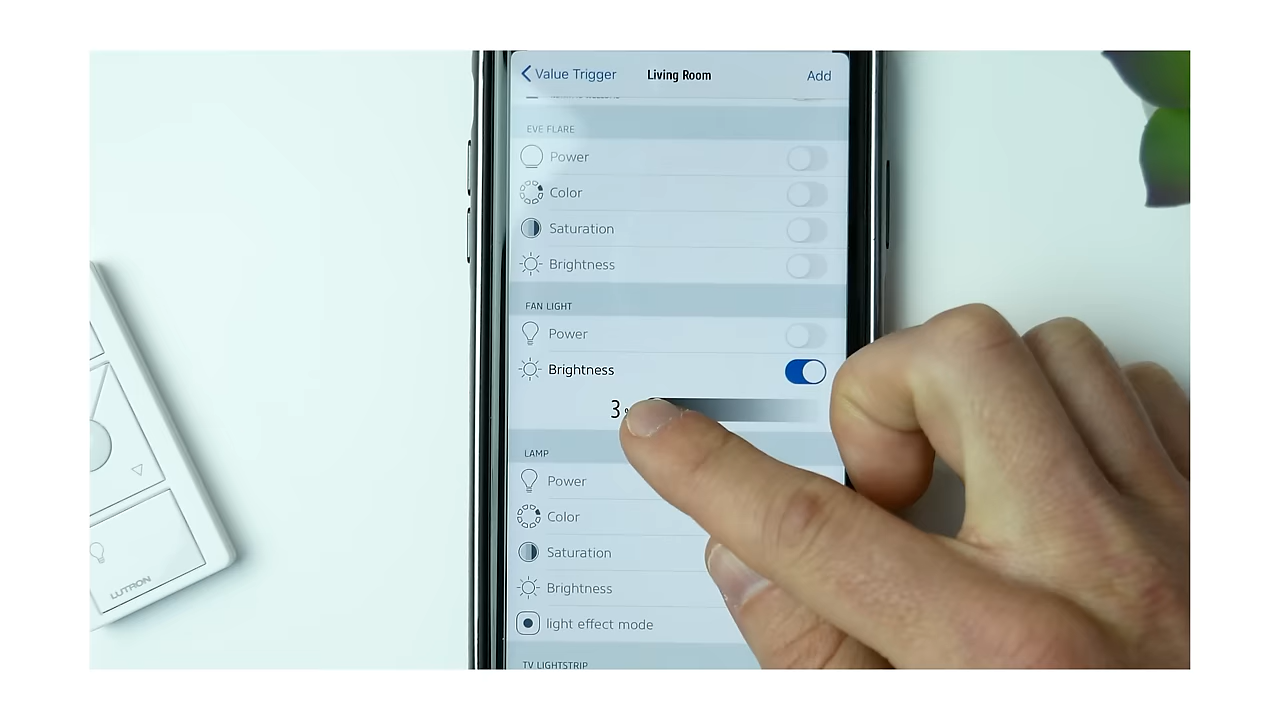 Value Trigger
Living Room
Add
EVE FLARE
Power
Color
Saturation
Brightness
FAN LIGHT
Power
Brightness
3
LAMP
Power
Color
Saturation
Brightness
light effect mode
TV LIGHTSTRIP
LUTRON